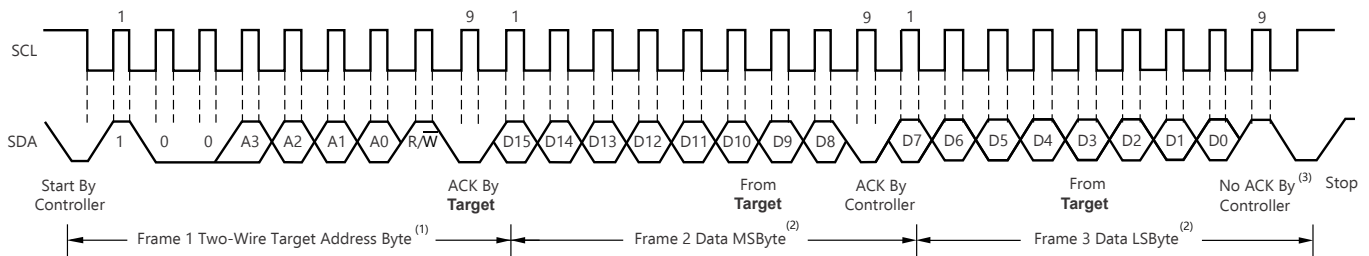 1 9 1 9 1 9
SCL
SDA 1 0 0 A3 A2 A1 A0 R/W̅ D15 D14 D13 D12 D11 D10 D9 D8 D7 D6 D5 D4 D3 D2 D1 D0
Start By
Controller
ACK By
Target
From
Target
ACK By
Controller
From
Target
No ACK By (3)
Controller
Stop
Frame 1 Two-Wire Target Address Byte (1)
Frame 2 Data MSByte (2)
Frame 3 Data LSByte (2)